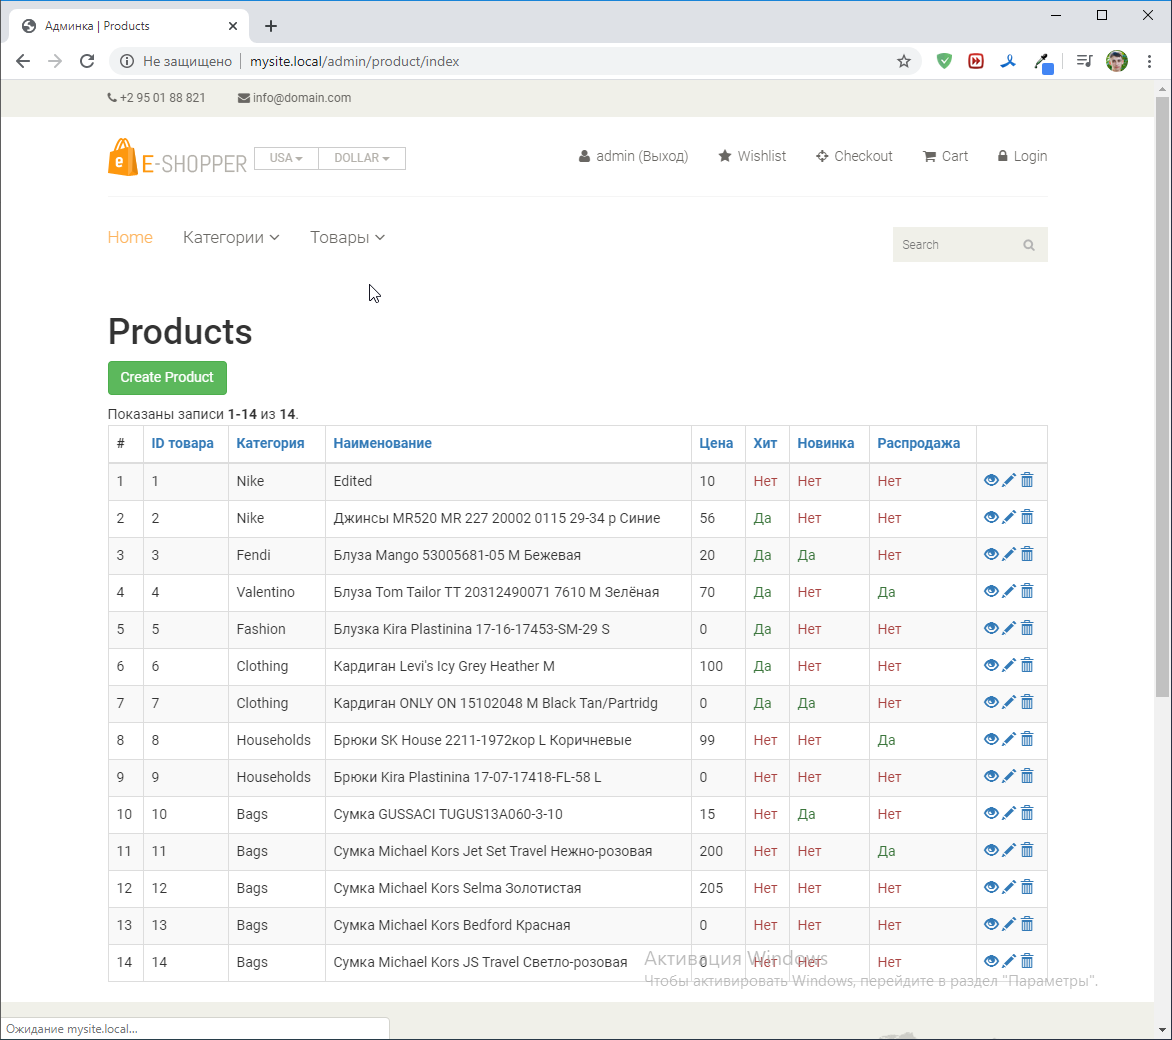 Админка | Products
Не защищено | mysite.local/admin/product/index
+2 95 01 88 821 info@domain.com
E-SHOPPER USA DOLLAR admin (Выход) Wishlist Checkout Cart Login
Home Категории Товары Search
Products
Create Product
Показаны записи 1-14 из 14.
# ID товара Категория Наименование Цена Хит Новинка Распродажа
1 1 Nike Edited 10 Нет Нет Нет
2 2 Nike Джинсы MR520 MR 227 20002 0115 29-34 р Синие 56 Да Нет Нет
3 3 Fendi Блуза Mango 53005681-05 M Бежевая 20 Да Да Нет
4 4 Valentino Блуза Tom Tailor TT 20312490071 7610 M Зелёная 70 Да Нет Да
5 5 Fashion Блузка Kira Plastinina 17-16-17453-SM-29 S 0 Да Нет Нет
6 6 Clothing Кардиган Levi's Icy Grey Heather M 100 Да Нет Нет
7 7 Clothing Кардиган ONLY ON 15102048 M Black Tan/Partridg 0 Да Да Нет
8 8 Households Брюки SK House 2211-1972кор L Коричневые 99 Нет Нет Да
9 9 Households Брюки Kira Plastinina 17-07-17418-FL-58 L 0 Нет Нет Нет
10 10 Bags Сумка GUSSACI TUGUS13A060-3-10 15 Нет Да Нет
11 11 Bags Сумка Michael Kors Jet Set Travel Нежно-розовая 200 Нет Нет Да
12 12 Bags Сумка Michael Kors Selma Золотистая 205 Нет Нет Нет
13 13 Bags Сумка Michael Kors Bedford Красная 0 Нет Нет Нет
14 14 Bags Сумка Michael Kors JS Travel Светло-розовая 0 Нет Нет Нет
Активация Windows
Чтобы активировать Windows, перейдите в раздел "Параметры".
Ожидание mysite.local...